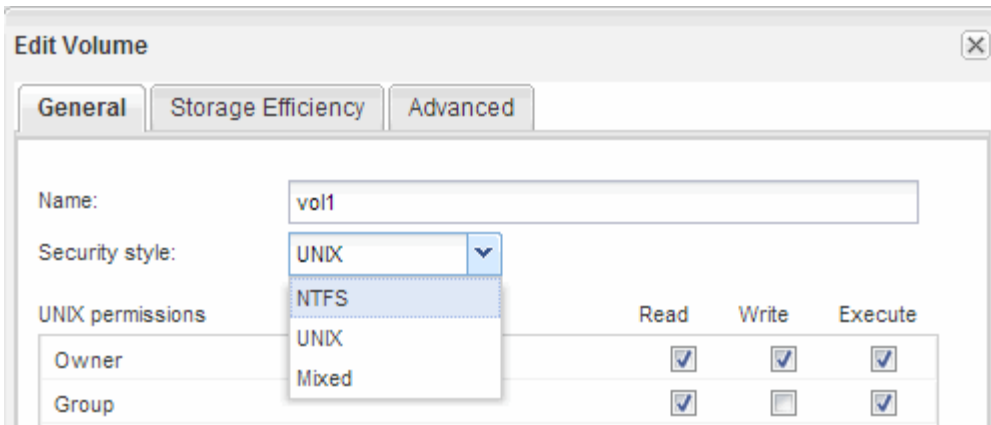 Edit Volume
General Storage Efficiency Advanced
Name: vol1
Security style: UNIX
NTFS
UNIX permissions Read Write Execute
UNIX
Owner
Mixed
Group